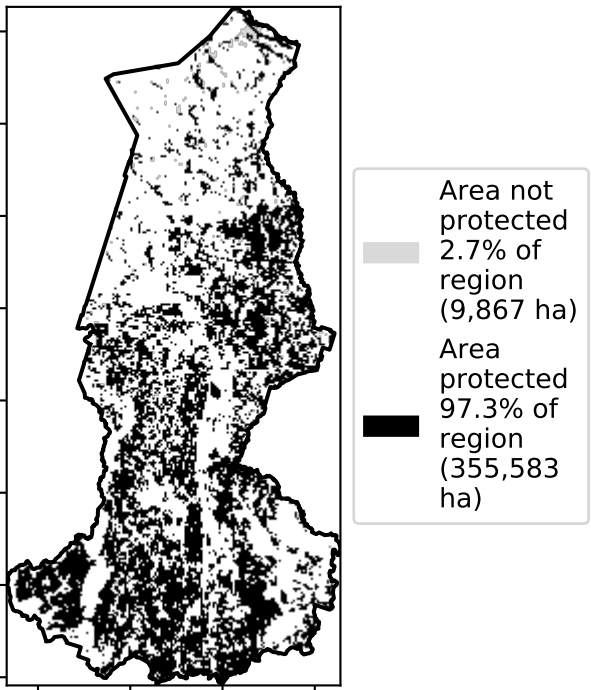 Area not
protected
2.7% of
region
(9,867 ha)
Area
protected
97.3% of
region
(355,583
ha)